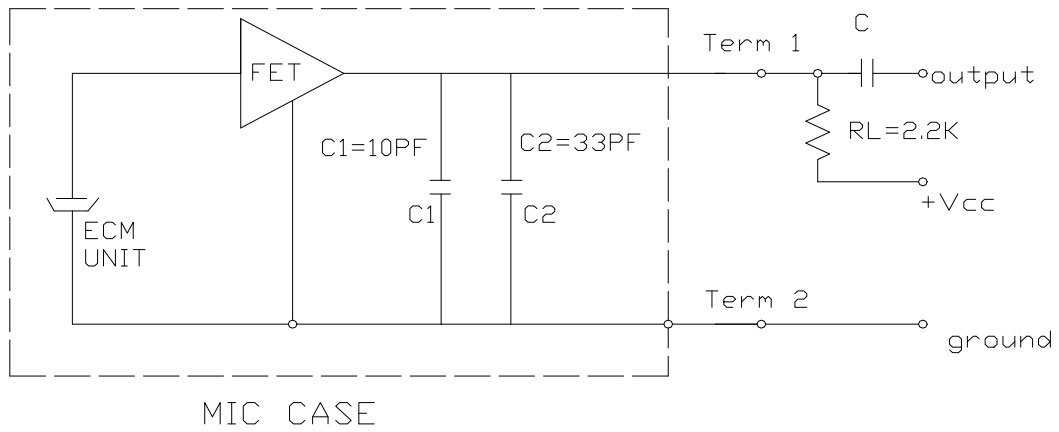 C
Term 1
FET
output
C1=10PF
C2=33PF
RL=2.2K
C1
C2
+Vcc
ECM
UNIT
Term 2
ground
MIC CASE